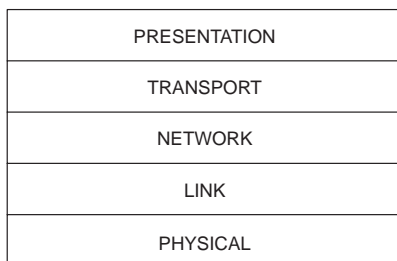 PRESENTATION
TRANSPORT
NETWORK
LINK
PHYSICAL